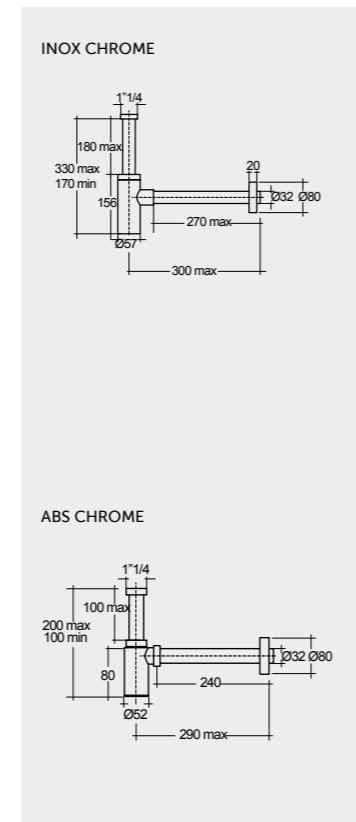 INOX CHROME
1"1/4
180 max
330 max
170 min
156
20
Ø32 Ø80
270 max
Ø57
300 max
ABS CHROME
1"1/4
100 max
200 max
100 min
80
Ø32 Ø80
240
Ø52
290 max